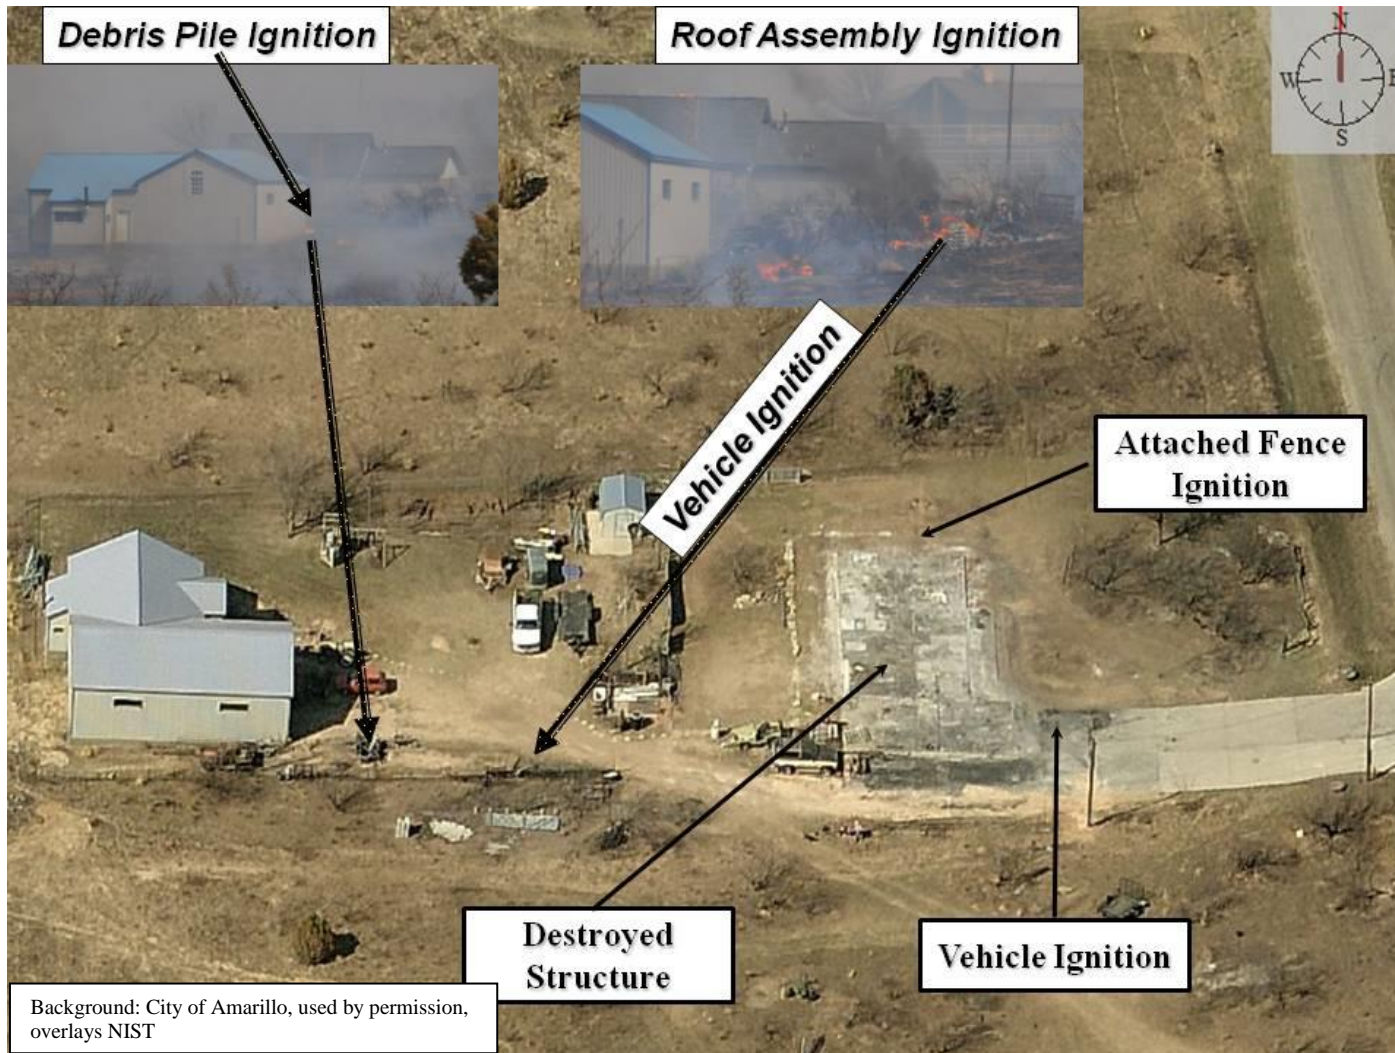 Debris Pile Ignition
Roof Assembly Ignition
N
W
E
S
Vehicle Ignition
Attached Fence
Ignition
Destroyed
Structure
Vehicle Ignition
Background: City of Amarillo, used by permission,
overlays NIST